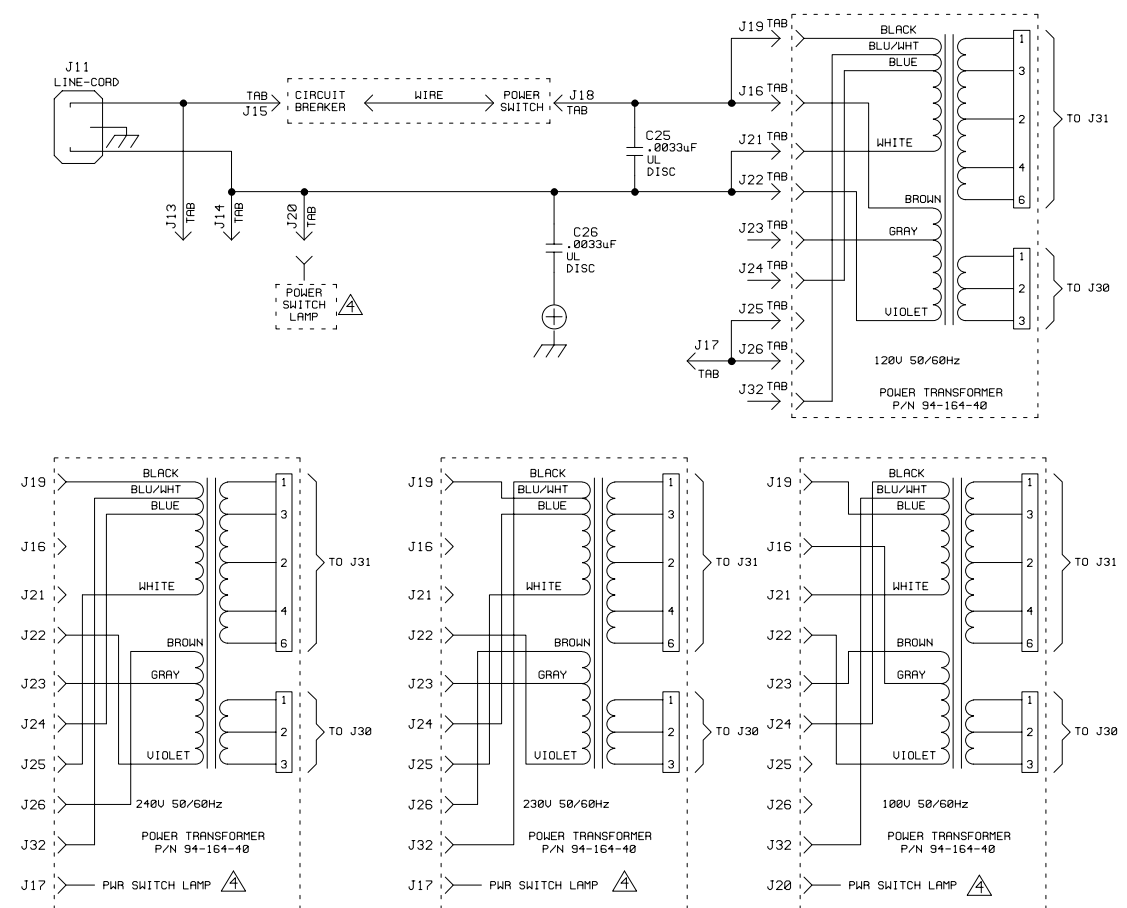 J11
LINE-CORD
TAB
J15
CIRCUIT
BREAKER
WIRE
POWER
SWITCH
J18
TAB
J13
TAB
J14
TAB
J20
TAB
POWER
SWITCH
LAMP
4
C25
.0033uF
UL
DISC
C26
.0033uF
UL
DISC
J19 TAB
J16 TAB
J21 TAB
J22 TAB
J23 TAB
J24 TAB
J25 TAB
J17
TAB
J26 TAB
J32 TAB
BLACK
BLU/WHT
BLUE
WHITE
BROWN
GRAY
VIOLET
1
3
2
4
6
TO J31
1
2
3
TO J30
120V 50/60Hz
POWER TRANSFORMER
P/N 94-164-40
J19
J16
J21
J22
J23
J24
J25
J26
J32
J17
BLACK
BLU/WHT
BLUE
WHITE
BROWN
GRAY
VIOLET
1
3
2
4
6
TO J31
1
2
3
TO J30
240V 50/60Hz
POWER TRANSFORMER
P/N 94-164-40
PWR SWITCH LAMP
4
J19
J16
J21
J22
J23
J24
J25
J26
J32
J17
BLACK
BLU/WHT
BLUE
WHITE
BROWN
GRAY
VIOLET
1
3
2
4
6
TO J31
1
2
3
TO J30
230V 50/60Hz
POWER TRANSFORMER
P/N 94-164-40
PWR SWITCH LAMP
4
J19
J16
J21
J22
J23
J24
J25
J26
J32
J20
BLACK
BLU/WHT
BLUE
WHITE
BROWN
GRAY
VIOLET
1
3
2
4
6
TO J31
1
2
3
TO J30
100V 50/60Hz
POWER TRANSFORMER
P/N 94-164-40
PWR SWITCH LAMP
4